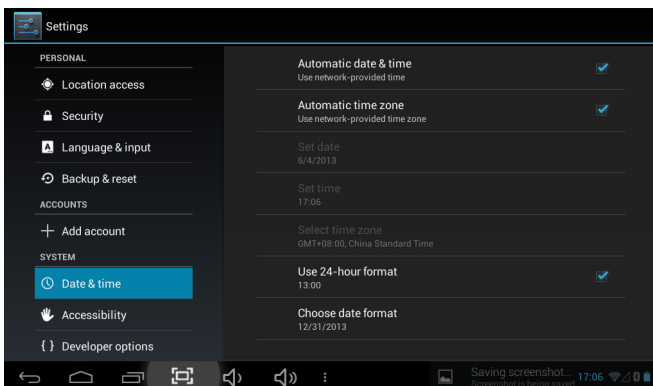 Settings
PERSONAL
Location access
Security
Language & input
Backup & reset
ACCOUNTS
Add account
SYSTEM
Date & time
Accessibility
{ } Developer options
Automatic date & time
Use network-provided time
Automatic time zone
Use network-provided time zone
Set date
6/4/2013
Set time
17:06
Select time zone
GMT+08:00, China Standard Time
Use 24-hour format
13:00
Choose date format
12/31/2013
Saving screenshot...
Screenshot is being saved
17:06